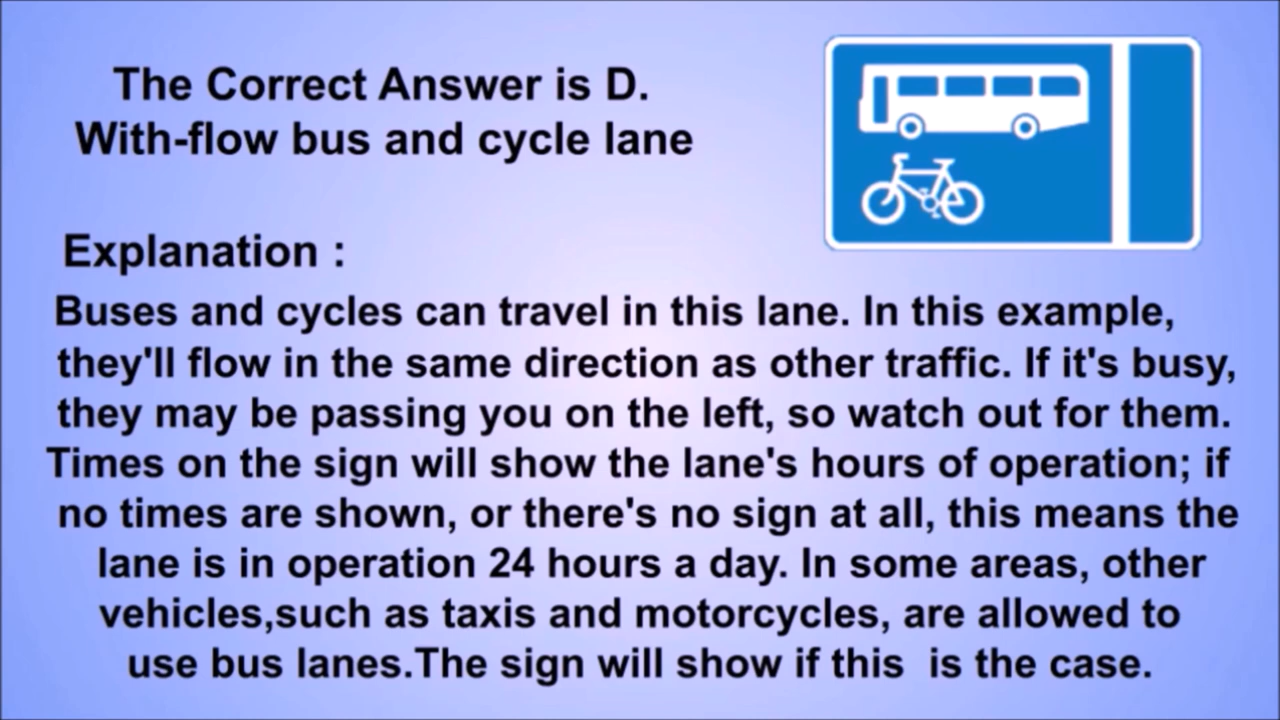 The Correct Answer is D.
With-flow bus and cycle lane
Explanation :
Buses and cycles can travel in this lane. In this example,
they'll flow in the same direction as other traffic. If it's busy,
they may be passing you on the left, so watch out for them.
Times on the sign will show the lane's hours of operation; if
no times are shown, or there's no sign at all, this means the
lane is in operation 24 hours a day. In some areas, other
vehicles,such as taxis and motorcycles, are allowed to
use bus lanes.The sign will show if this  is the case.